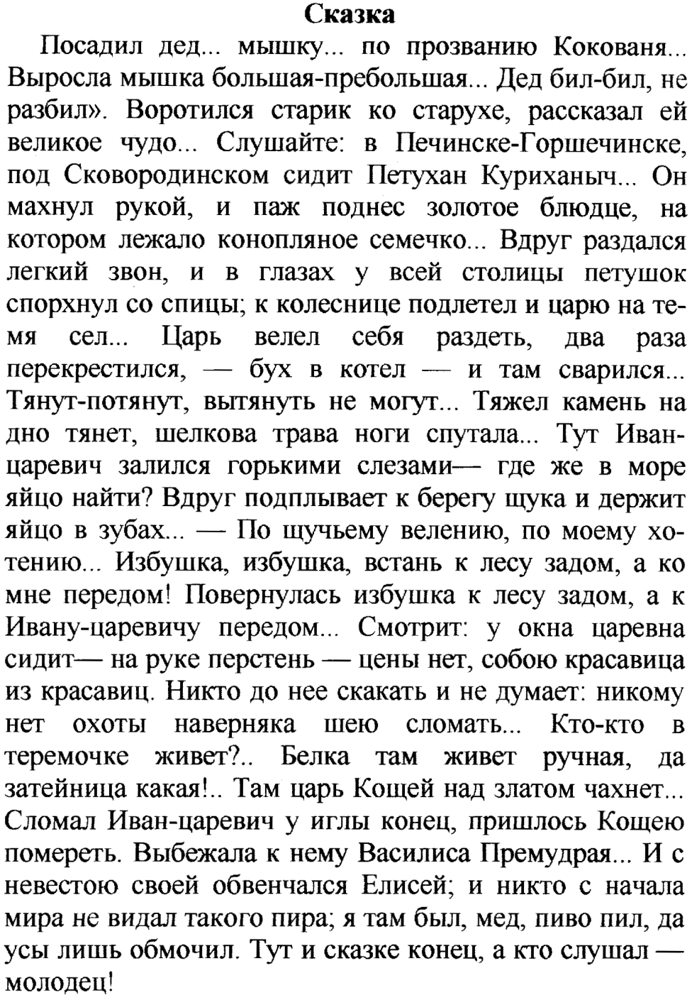 Сказка
Посадил дед... мышку... по прозванию Кокованя...
Выросла мышка большая-пребольшая... Дед бил-бил, не
разбил». Воротился старик ко старухе, рассказал ей
великое чудо... Слушайте: в Печинске-Горшечинске,
под Сковородинском сидит Петухан Куриханыч... Он
махнул рукой, и паж поднес золотое блюдце, на
котором лежало конопляное семечко... Вдруг раздался
легкий звон, и в глазах у всей столицы петушок
спорхнул со спицы; к колеснице подлетел и царю на те-
мя сел... Царь велел себя раздеть, два раза
перекрестился, — бух в котел — и там сварился...
Тянут-потянут, вытянуть не могут... Тяжел камень на
дно тянет, шелкова трава ноги спутала... Тут Иван-
царевич залился горькими слезами— где же в море
яйцо найти? Вдруг подплывает к берегу щука и держит
яйцо в зубах... — По щучьему велению, по моему хо-
тению... Избушка, избушка, встань к лесу задом, а ко
мне передом! Повернулась избушка к лесу задом, а к
Ивану-царевичу передом... Смотрит: у окна царевна
сидит— на руке перстень — цены нет, собою красавица
из красавиц. Никто до нее скакать и не думает: никому
нет охоты наверняка шею сломать... Кто-кто в
теремочке живет?.. Белка там живет ручная, да
затейница какая!.. Там царь Кощей над златом чахнет...
Сломал Иван-царевич у иглы конец, пришлось Кощею
помереть. Выбежала к нему Василиса Премудрая... И с
невестою своей обвенчался Елисей; и никто с начала
мира не видал такого пира; я там был, мед, пиво пил, да
усы лишь обмочил. Тут и сказке конец, а кто слушал —
молодец!